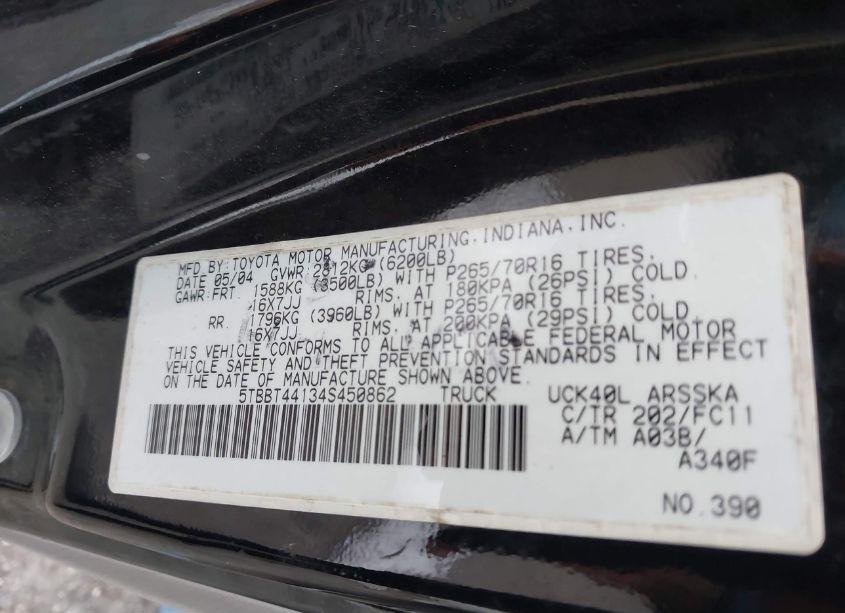 MFD BY:TOYOTA MOTOR MANUFACTURING,INDIANA,INC.
DATE 05/04 GVWR:2812KG (6200LB)
GAWR:FRT. 1588KG (3500LB) WITH P265/70R16 TIRES,
16X7JJ RIMS, AT 180KPA (26PSI) COLD.
RR. 1796KG (3960LB) WITH P265/70R16 TIRES,
16X7JJ RIMS, AT 200KPA (29PSI) COLD.
THIS VEHICLE CONFORMS TO ALL APPLICABLE FEDERAL MOTOR
VEHICLE SAFETY AND THEFT PREVENTION STANDARDS IN EFFECT
ON THE DATE OF MANUFACTURE SHOWN ABOVE.
5TBBT44134S450862 TRUCK UCK40L ARSSKA
C/TR 202/FC11
A/TM A03B/
A340F
NO.390